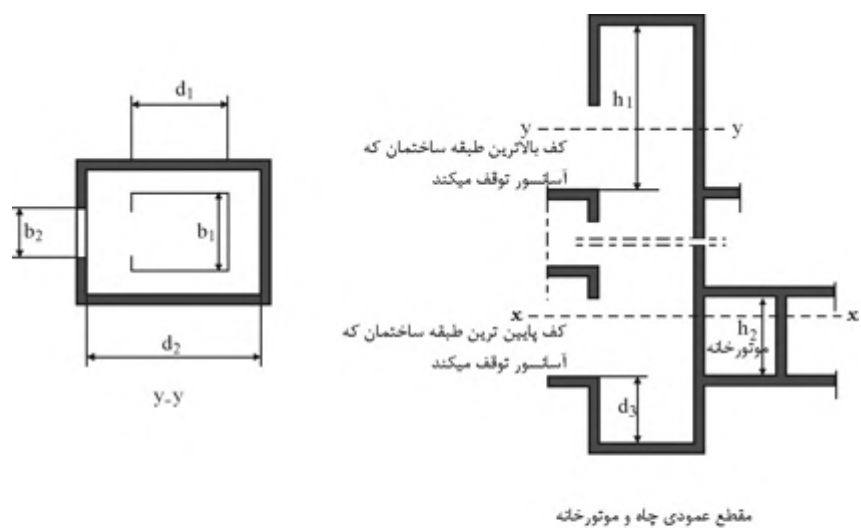 d1
b2
b1
d2
y-y
h1
y
y
کف بالاترین طبقه ساختمان که
آسانسور توقف میکند
x
x
کف پایین ترین طبقه ساختمان که
آسانسور توقف میکند
h2
موتورخانه
d3
مقطع عمودی چاه و موتورخانه